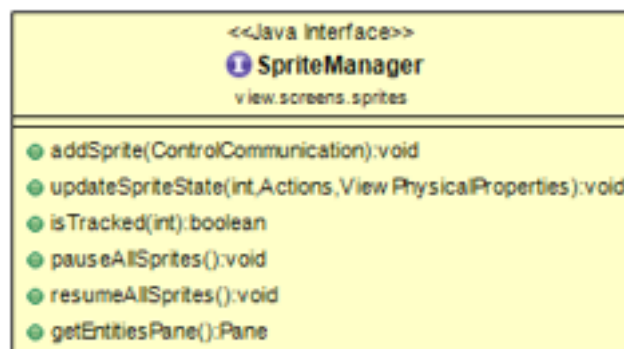 <<Java Interface>>
I SpriteManager
view.screens.sprites
addSprite(ControlCommunication):void
updateSpriteState(int,Actions,ViewPhysicalProperties):void
isTracked(int):boolean
pauseAllSprites():void
resumeAllSprites():void
getEntitiesPane():Pane